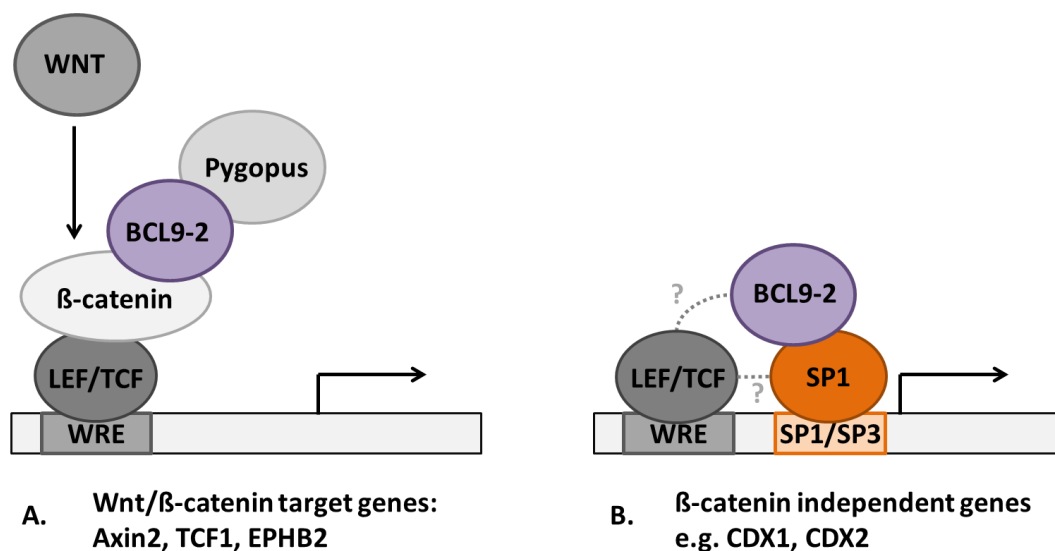 WNT
Pygopus
BCL9-2
ß-catenin
LEF/TCF
WRE
A. Wnt/ß-catenin target genes:
Axin2, TCF1, EPHB2
?
BCL9-2
LEF/TCF
?
SP1
WRE
SP1/SP3
B. ß-catenin independent genes
e.g. CDX1, CDX2